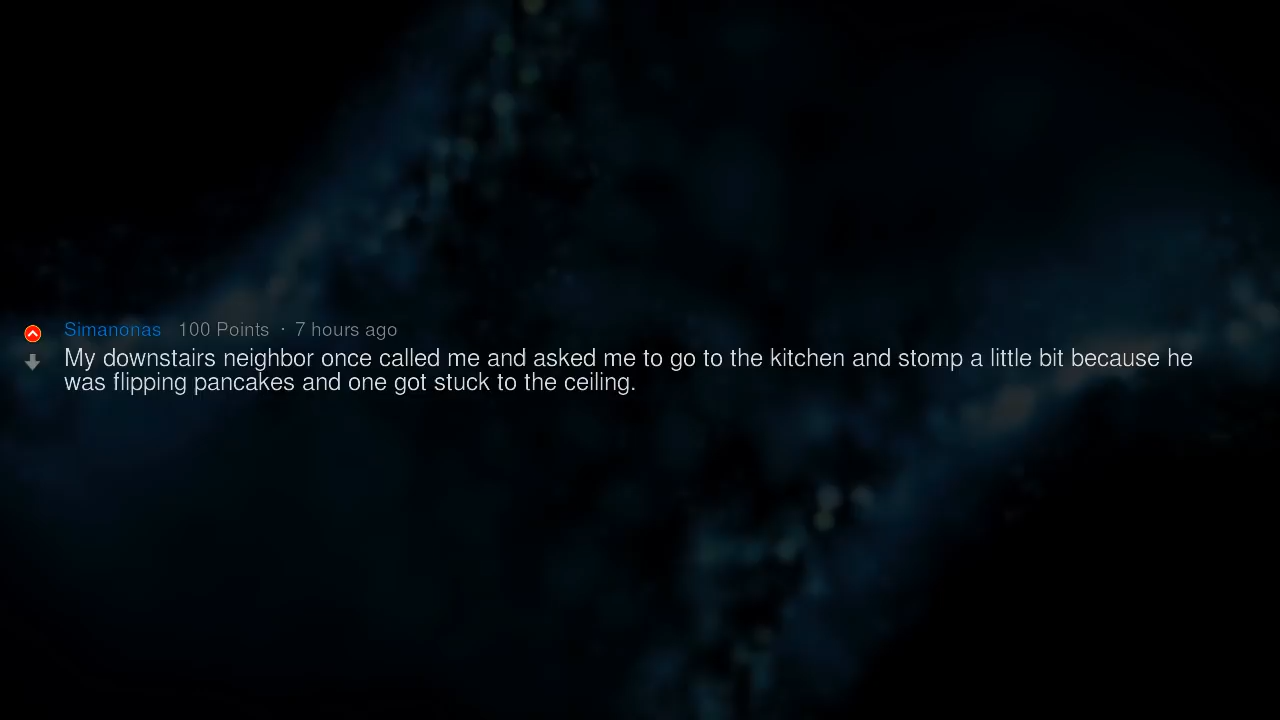 Simanonas 100 Points · 7 hours ago
My downstairs neighbor once called me and asked me to go to the kitchen and stomp a little bit because he
was flipping pancakes and one got stuck to the ceiling.